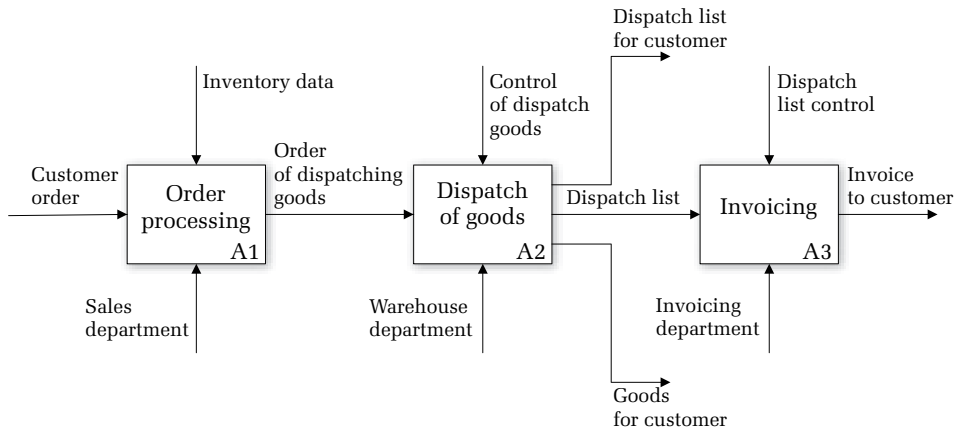 Dispatch list
for customer
Inventory data
Control
of dispatch
goods
Dispatch
list control
Customer
order
Order
processing
A1
Order
of dispatching
goods
Dispatch
of goods
A2
Dispatch list
Invoicing
A3
Invoice
to customer
Sales
department
Warehouse
department
Invoicing
department
Goods
for customer